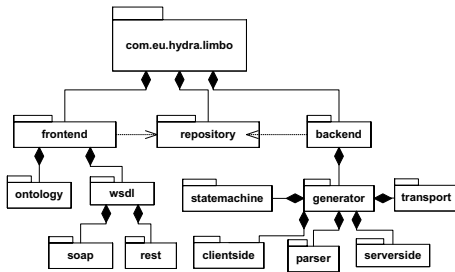 com.eu.hydra.limbo
frontend
repository
backend
ontology
wsdl
statemachine
generator
transport
soap
rest
clientside
parser
serverside